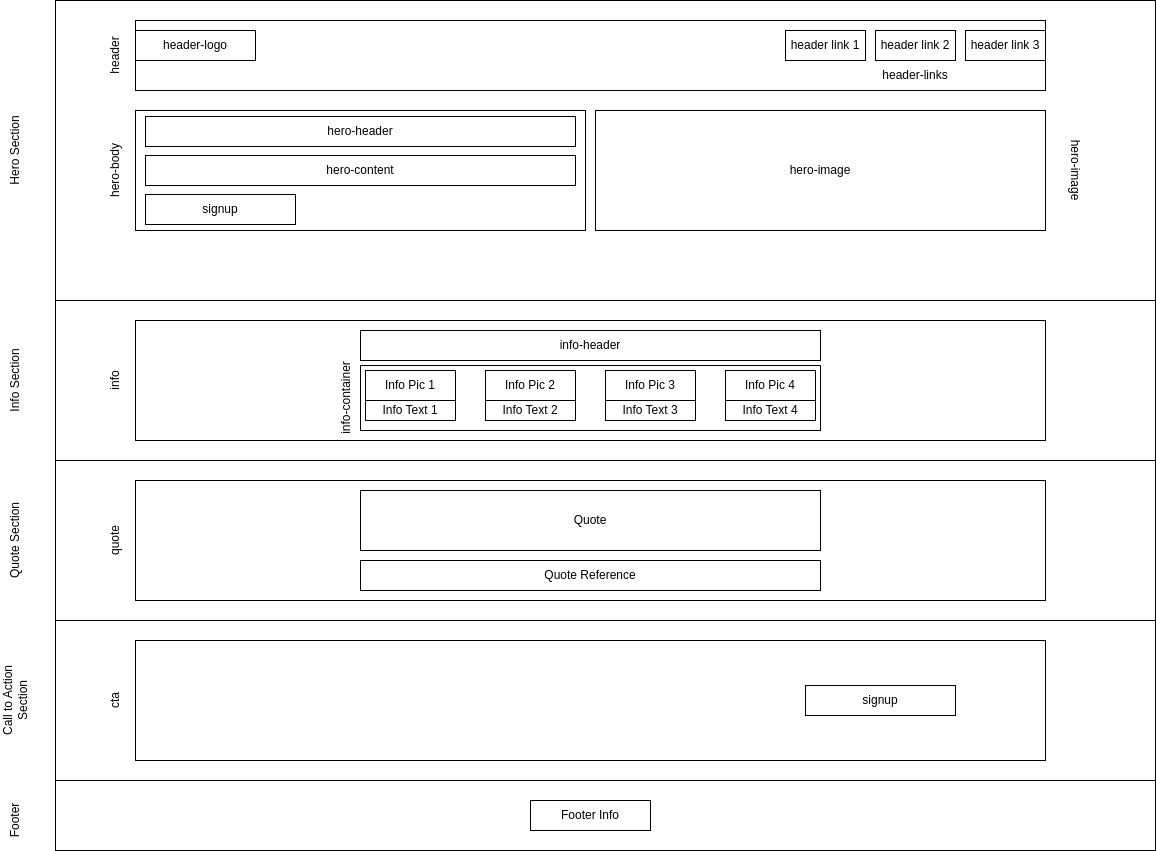 Hero Section
header
header-logo
header link 1
header link 2
header link 3
header-links
hero-body
hero-header
hero-content
signup
hero-image
hero-image
Info Section
info
info-header
info-container
Info Pic 1
Info Pic 2
Info Pic 3
Info Pic 4
Info Text 1
Info Text 2
Info Text 3
Info Text 4
Quote Section
quote
Quote
Quote Reference
Call to Action
Section
cta
signup
Footer
Footer Info